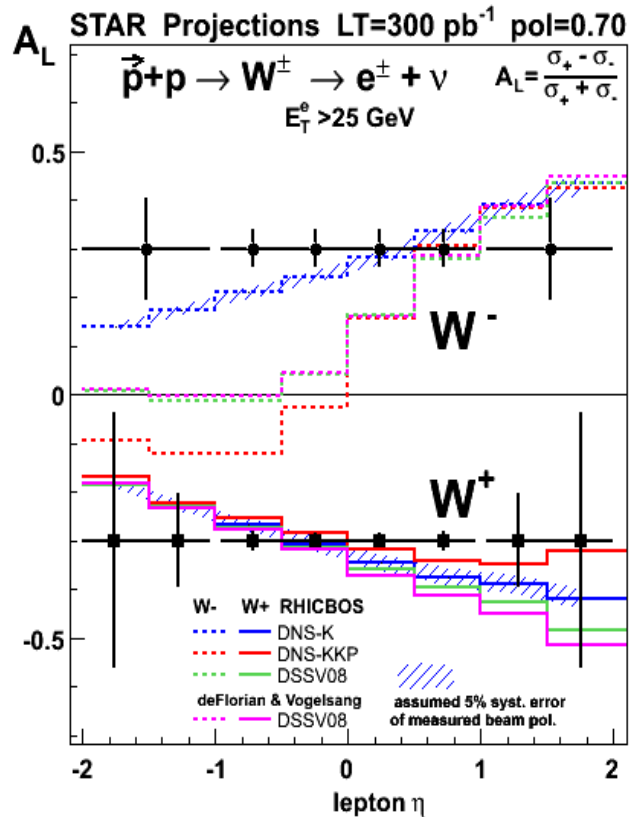 STAR Projections LT=300 pb-1 pol=0.70
AL
p+p → W± → e± + ν
AL= σ+ - σ- / σ+ + σ-
E e T >25 GeV
0.5
W -
0
W+
W- W+ RHICBOS
DNS-K
DNS-KKP
DSSV08
deFlorian & Vogelsang
DSSV08
assumed 5% syst. error
of measured beam pol.
-0.5
-2 -1 0 1 2
lepton η